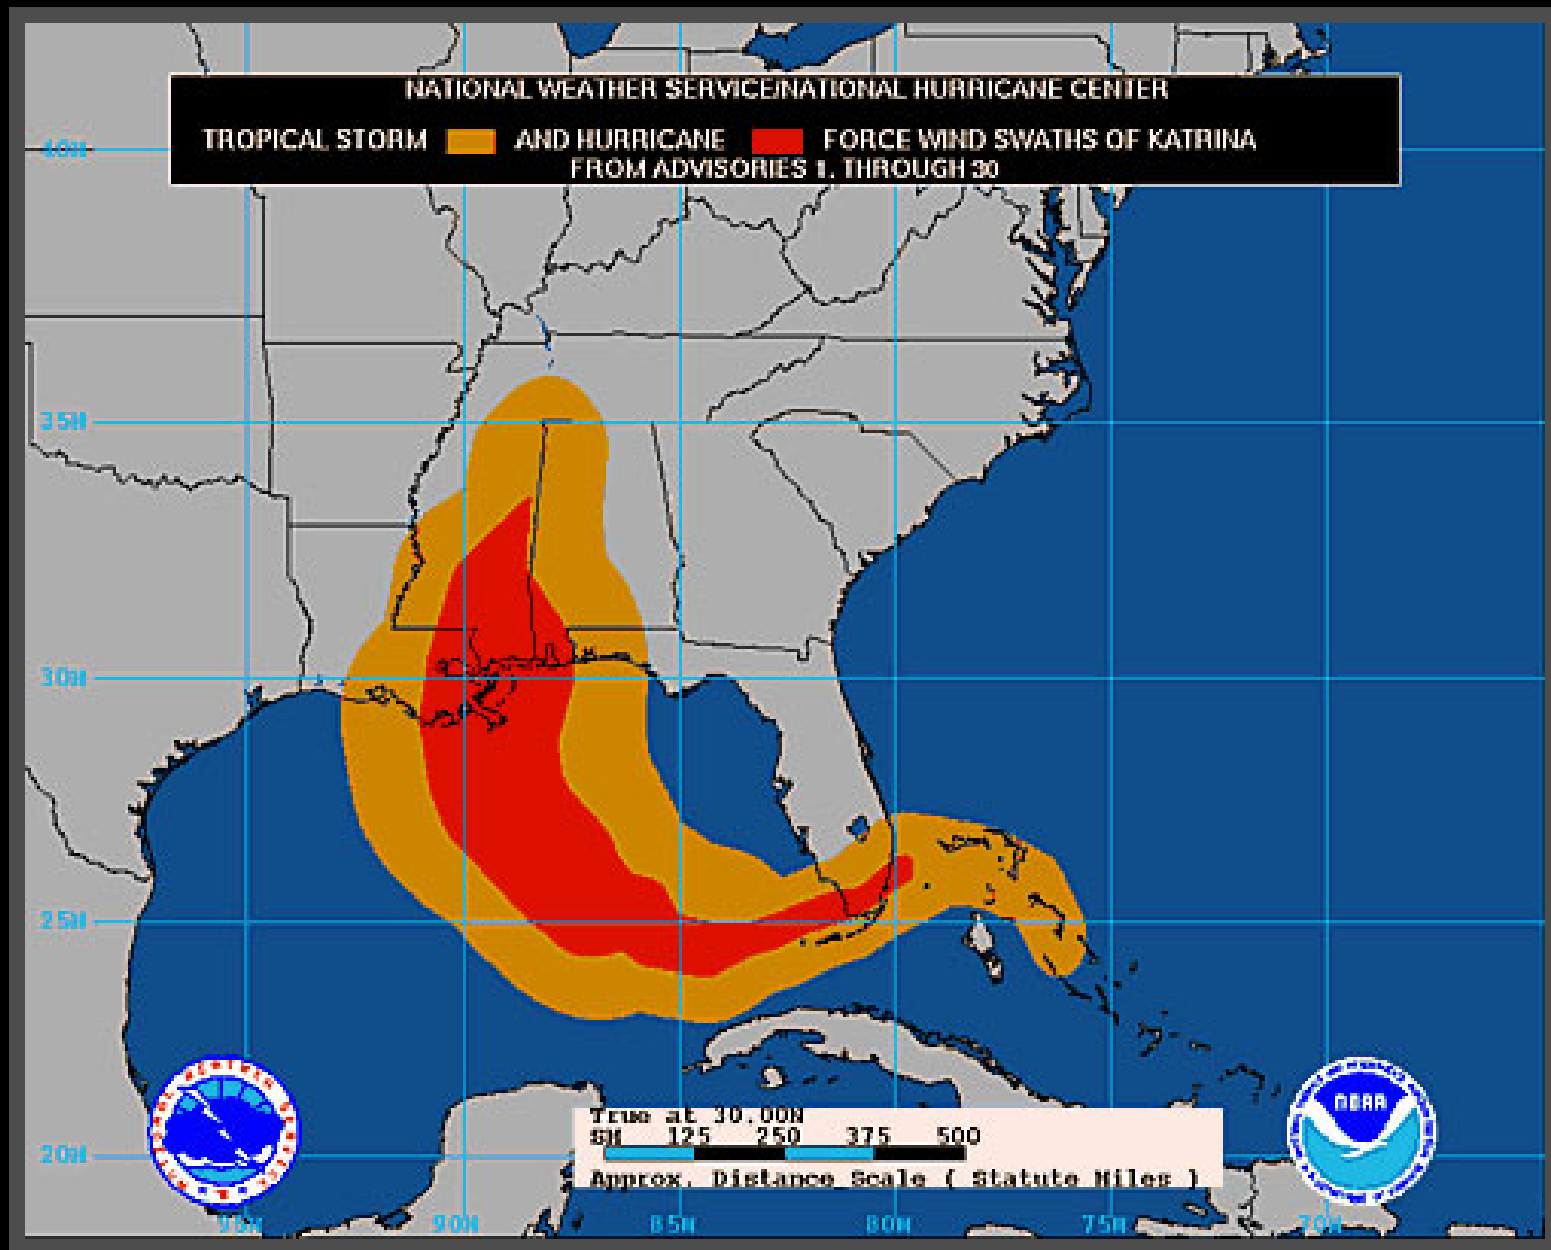 NATIONAL WEATHER SERVICE/NATIONAL HURRICANE CENTER
TROPICAL STORM AND HURRICANE FORCE WIND SWATHS OF KATRINA
FROM ADVISORIES 1. THROUGH 30
40N
35N
30N
25N
20N
NOAA
True at 30.00N
SM 125 250 375 500
Approx. Distance Scale ( Statute Miles )
95W 90W 85W 80W 75W 70W